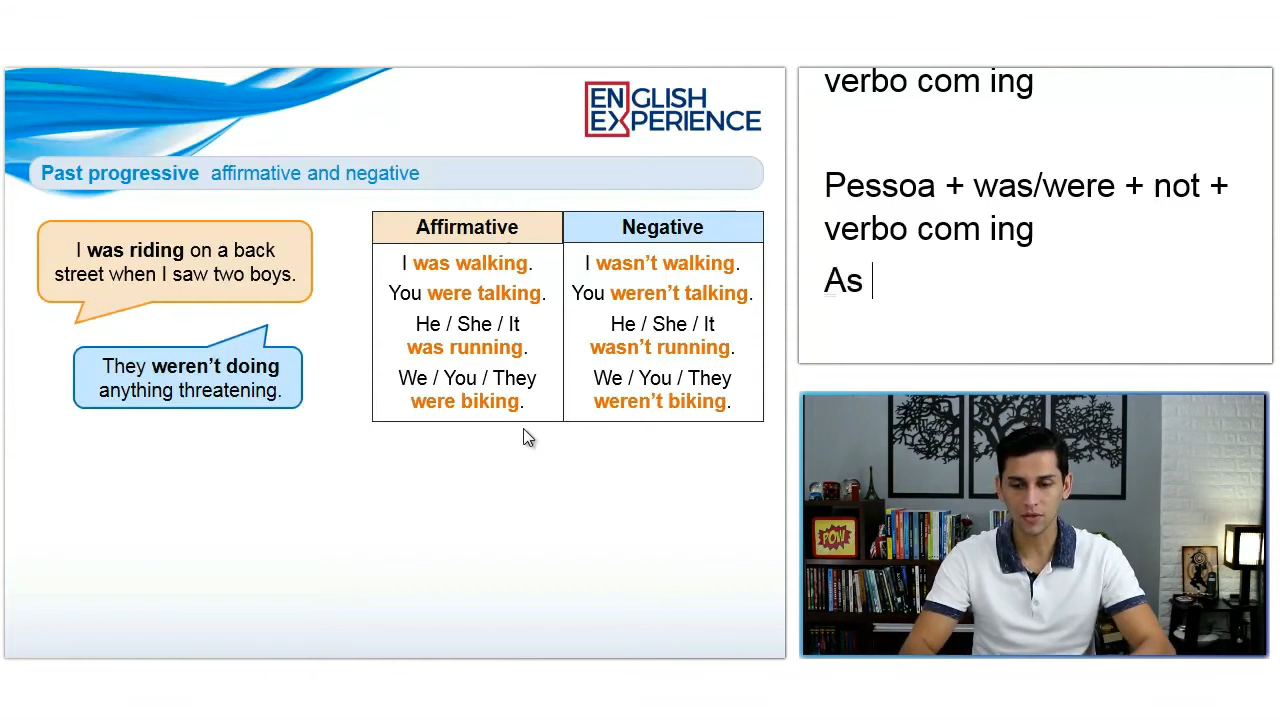 ENGLISH
EXPERIENCE
Past progressive affirmative and negative
I was riding on a back
street when I saw two boys.
They weren't doing
anything threatening.
Affirmative
I was walking.
You were talking.
He / She / It
was running.
We / You / They
were biking.
Negative
I wasn't walking.
You weren't talking.
He / She / It
wasn't running.
We / You / They
weren't biking.
verbo com ing
Pessoa + was/were + not +
verbo com ing
As
POW